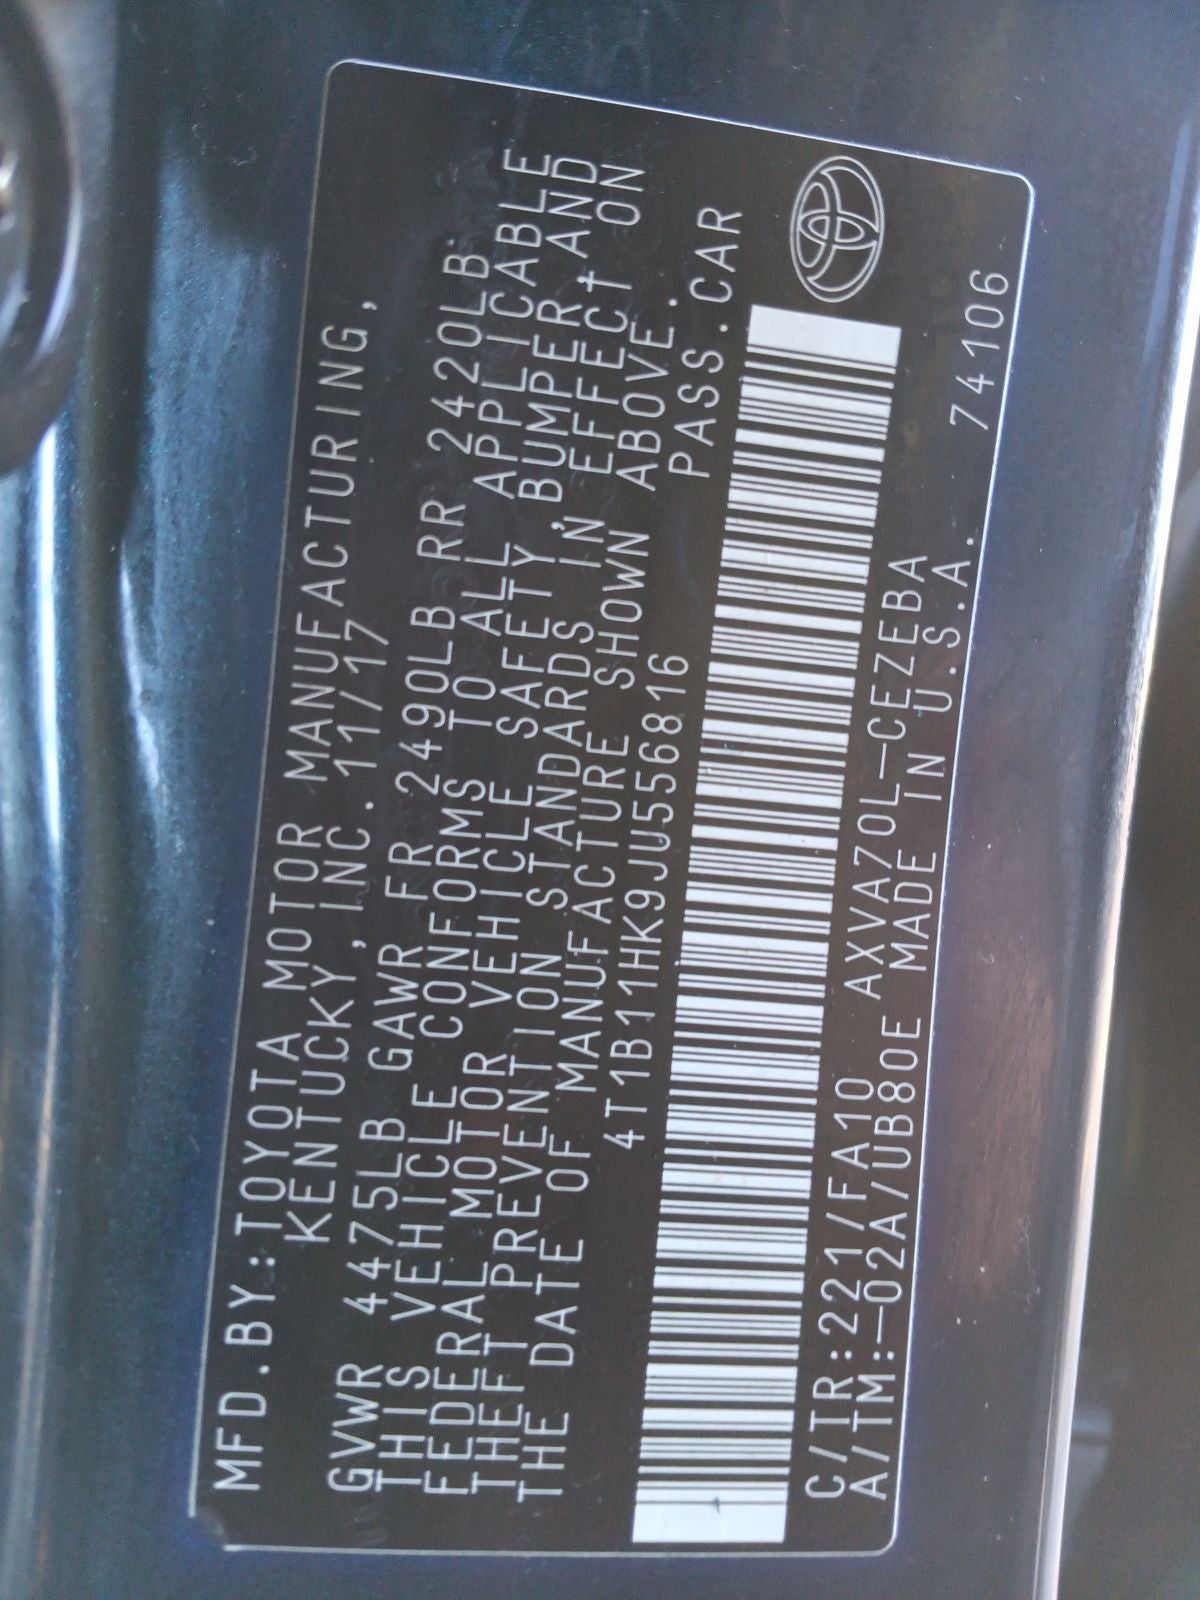 MFD.BY:TOYOTA MOTOR MANUFACTURING,
KENTUCKY, INC. 11/17
GVWR 4475LB GAWR FR 2490LB RR 2420LB.
THIS VEHICLE CONFORMS TO ALL APPLICABLE
FEDERAL MOTOR VEHICLE SAFETY, BUMPER AND
THEFT PREVENTION STANDARDS IN EFFECT ON
THE DATE OF MANUFACTURE SHOWN ABOVE.
4T1B11HK9JU556816 PASS.CAR
C/TR:221/FA10 AXVA70L-CEZEBA
A/TM:-02A/UB80E MADE IN U.S.A. 74106